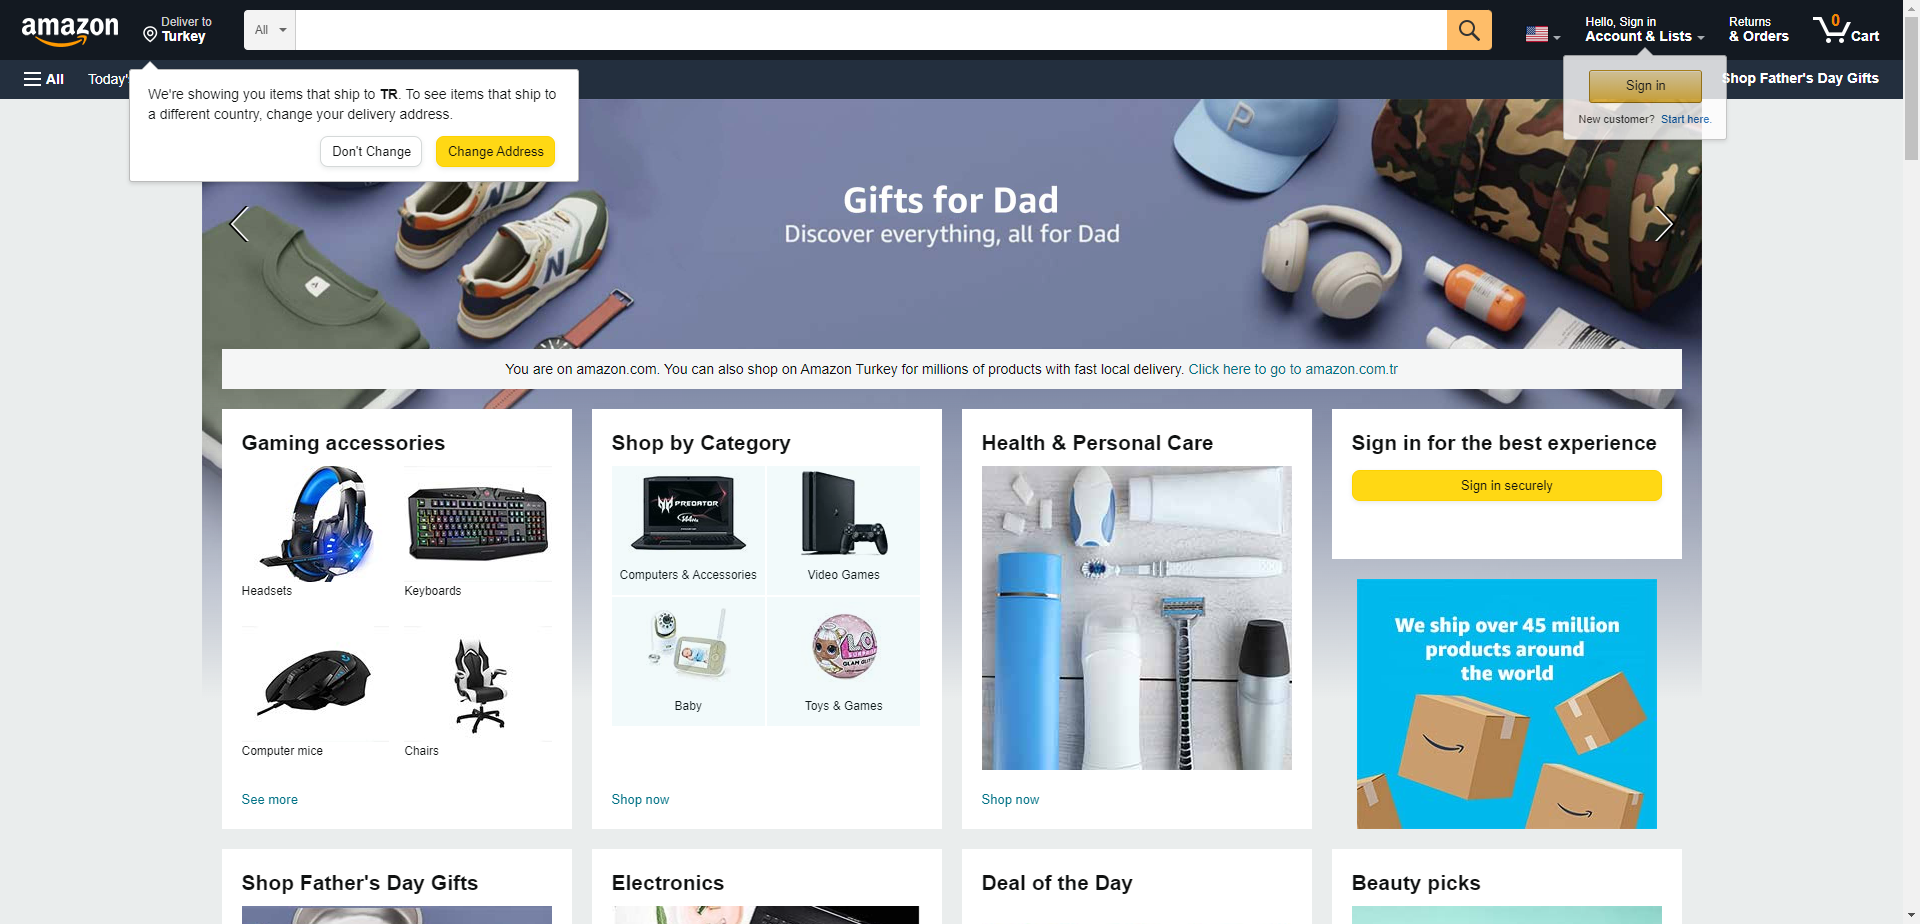 amazon
Deliver to
Turkey
All
Hello, Sign in
Account & Lists
Returns
& Orders
0
Cart
All
Today's
Shop Father's Day Gifts
We're showing you items that ship to TR. To see items that ship to
a different country, change your delivery address.
Don't Change
Change Address
Sign in
New customer? Start here.
Gifts for Dad
Discover everything, all for Dad
You are on amazon.com. You can also shop on Amazon Turkey for millions of products with fast local delivery. Click here to go to amazon.com.tr
Gaming accessories
Headsets
Keyboards
Computer mice
Chairs
See more
Shop by Category
PREDATOR
Computers & Accessories
Video Games
Baby
L.O.L.
SURPRISE
Toys & Games
Shop now
Health & Personal Care
Shop now
Sign in for the best experience
Sign in securely
We ship over 45 million
products around
the world
Shop Father's Day Gifts
Electronics
Deal of the Day
Beauty picks